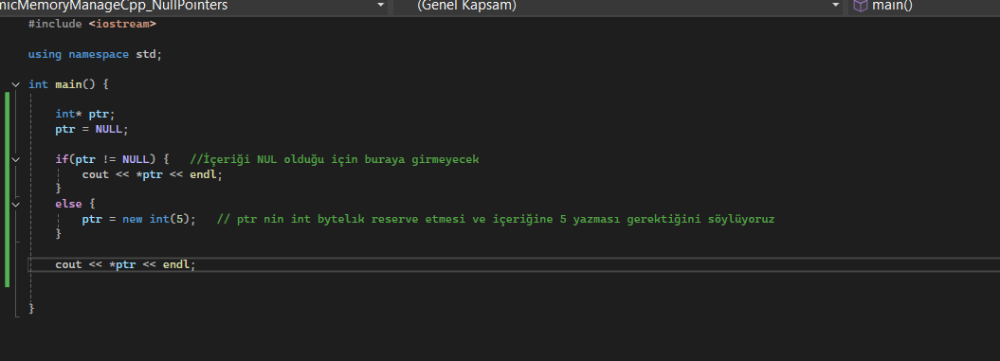 micMemoryManageCpp_NullPointers (Genel Kapsam) main()
#include <iostream>
using namespace std;
int main() {
int* ptr;
ptr = NULL;
if(ptr != NULL) { //İçeriği NUL olduğu için buraya girmeyecek
cout << *ptr << endl;
}
else {
ptr = new int(5); // ptr nin int bytelık reserve etmesi ve içeriğine 5 yazması gerektiğini söylüyoruz
}
cout << *ptr << endl;
}